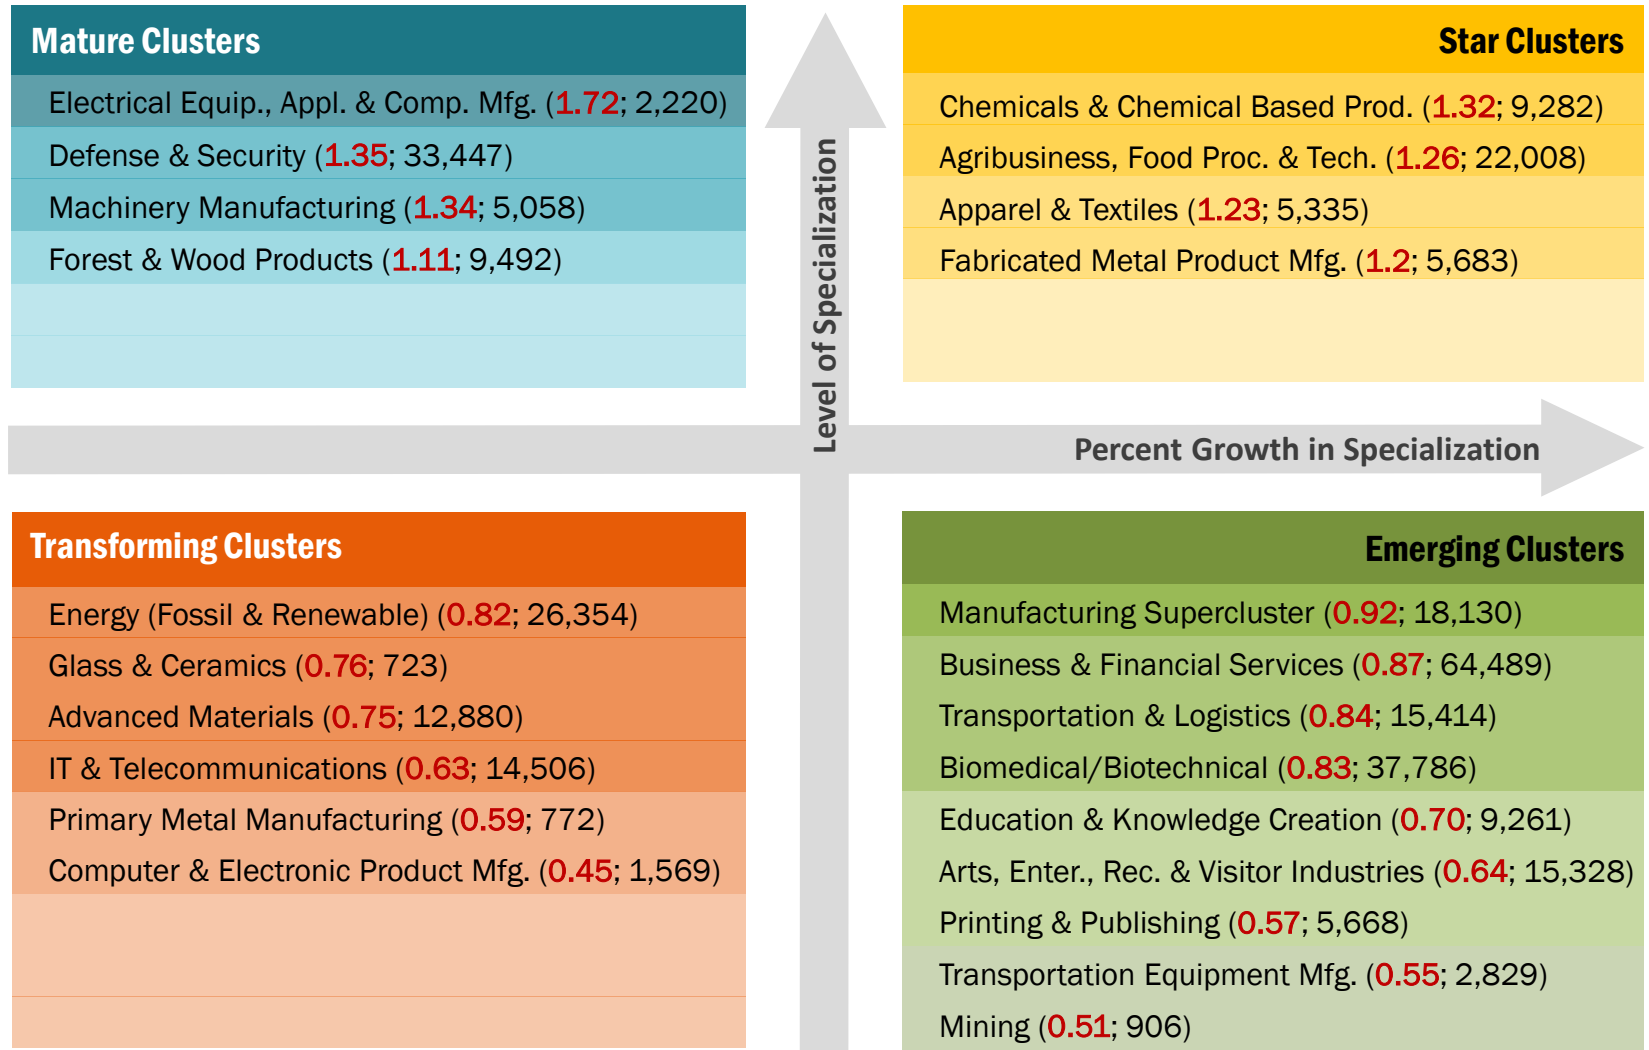 Mature Clusters
Electrical Equip., Appl. & Comp. Mfg. (1.72; 2,220)
Defense & Security (1.35; 33,447)
Machinery Manufacturing (1.34; 5,058)
Forest & Wood Products (1.11; 9,492)
Star Clusters
Chemicals & Chemical Based Prod. (1.32; 9,282)
Agribusiness, Food Proc. & Tech. (1.26; 22,008)
Apparel & Textiles (1.23; 5,335)
Fabricated Metal Product Mfg. (1.2; 5,683)
Level of Specialization
Percent Growth in Specialization
Transforming Clusters
Energy (Fossil & Renewable) (0.82; 26,354)
Glass & Ceramics (0.76; 723)
Advanced Materials (0.75; 12,880)
IT & Telecommunications (0.63; 14,506)
Primary Metal Manufacturing (0.59; 772)
Computer & Electronic Product Mfg. (0.45; 1,569)
Emerging Clusters
Manufacturing Supercluster (0.92; 18,130)
Business & Financial Services (0.87; 64,489)
Transportation & Logistics (0.84; 15,414)
Biomedical/Biotechnical (0.83; 37,786)
Education & Knowledge Creation (0.70; 9,261)
Arts, Enter., Rec. & Visitor Industries (0.64; 15,328)
Printing & Publishing (0.57; 5,668)
Transportation Equipment Mfg. (0.55; 2,829)
Mining (0.51; 906)